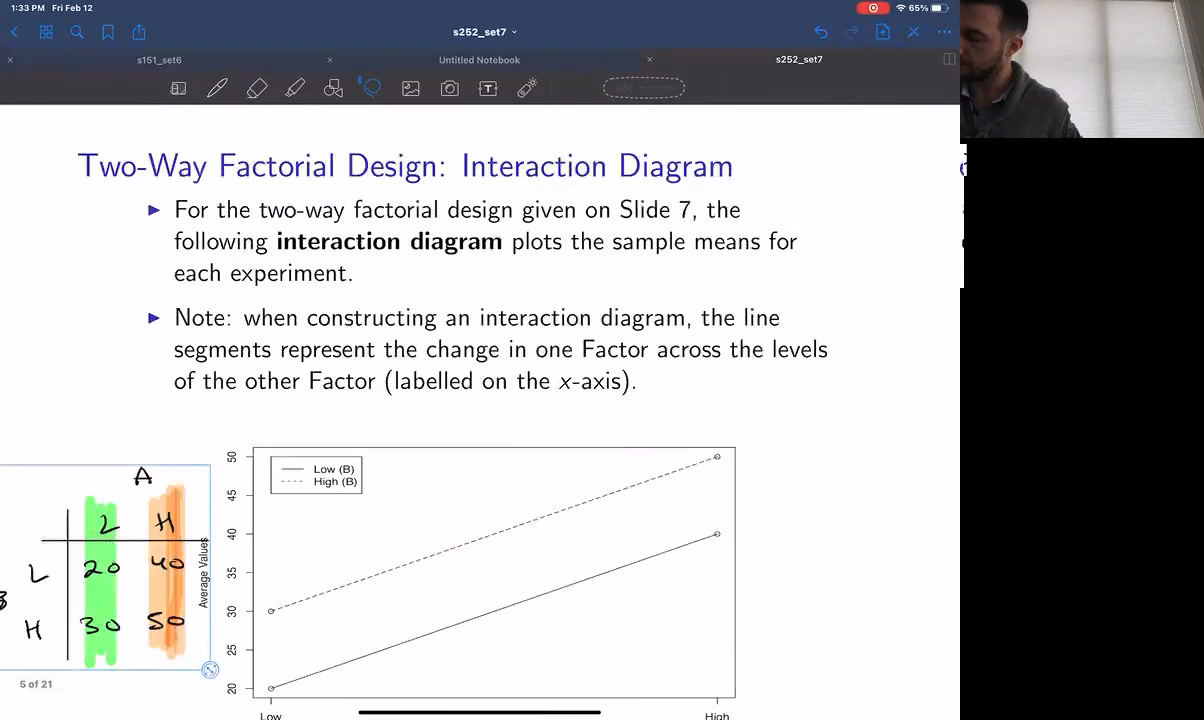 1:33 PM Fri Feb 12
65%
s252_set7
s151_set6
Untitled Notebook
s252_set7
Two-Way Factorial Design: Interaction Diagram
For the two-way factorial design given on Slide 7, the
following interaction diagram plots the sample means for
each experiment.
Note: when constructing an interaction diagram, the line
segments represent the change in one Factor across the levels
of the other Factor (labelled on the x-axis).
A
L H
L 20 40
B
H 30 50
5 of 21
Average Values
50
45
40
35
30
25
20
Low (B)
High (B)
Low High